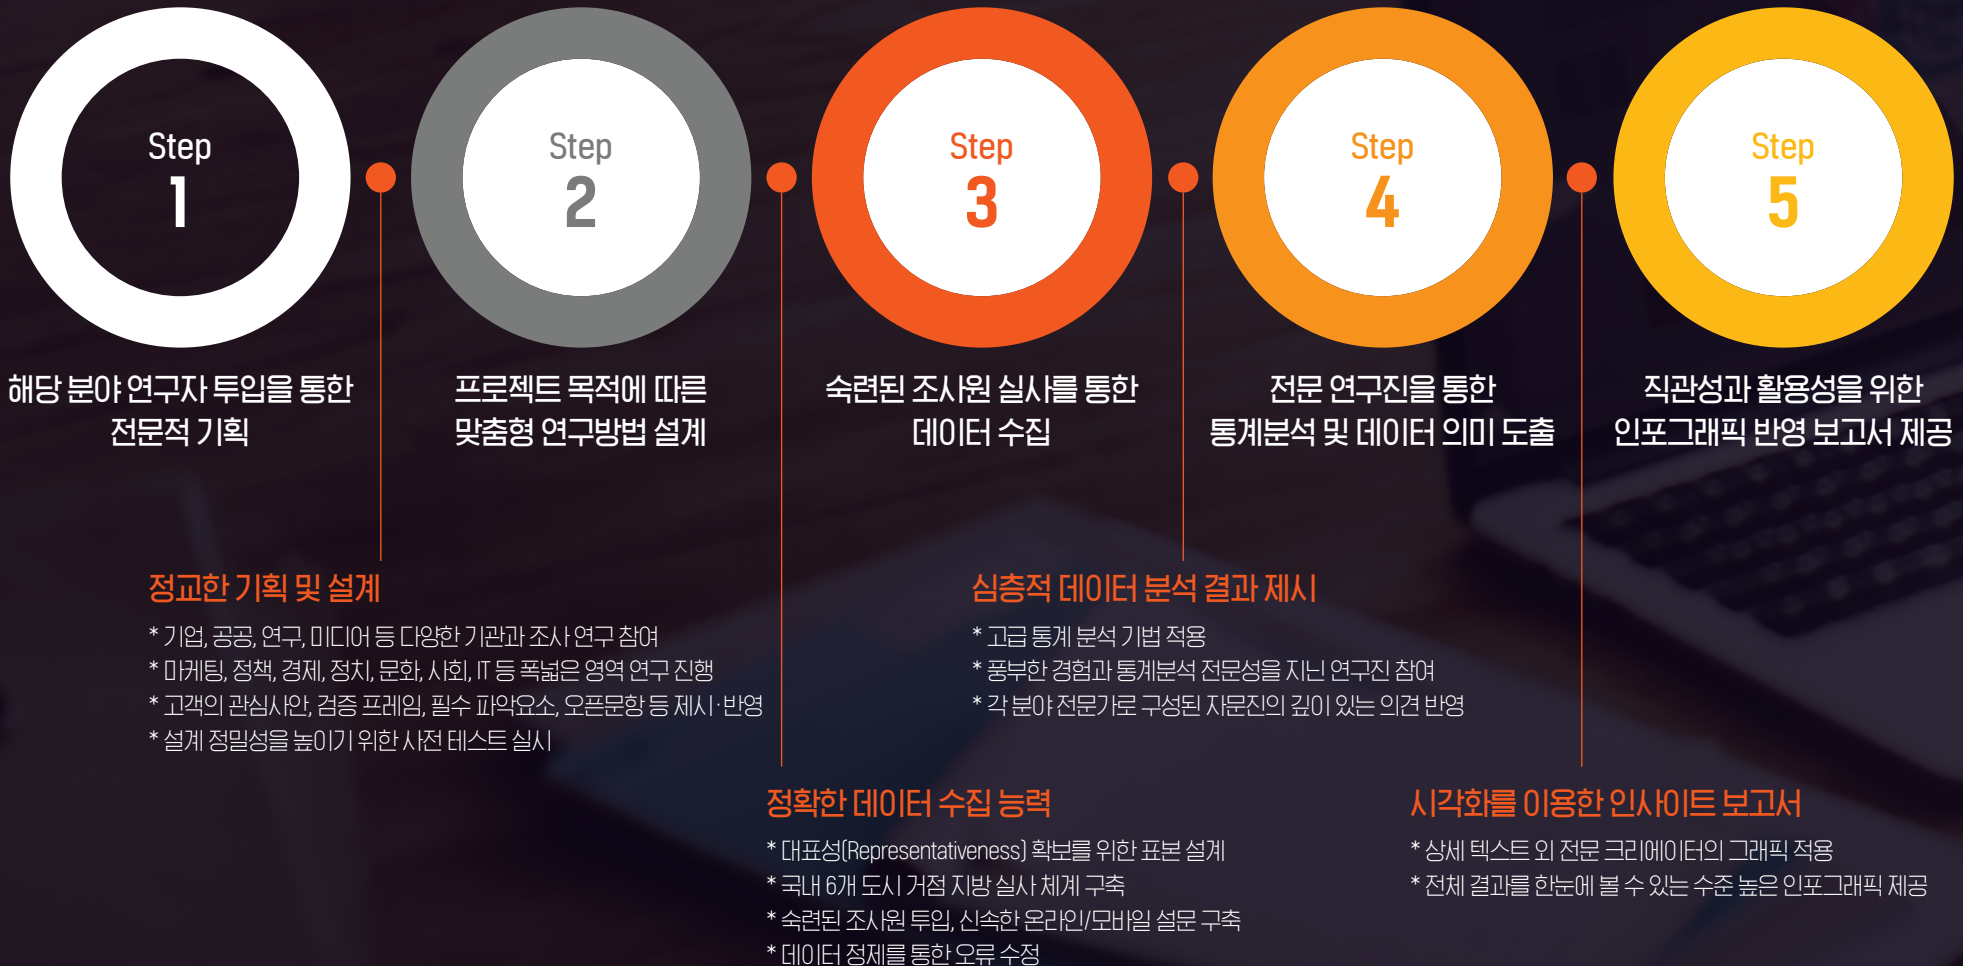 Step
1
해당 분야 연구자 투입을 통한
전문적 기획
Step
2
프로젝트 목적에 따른
맞춤형 연구방법 설계
Step
3
숙련된 조사원 실사를 통한
데이터 수집
Step
4
전문 연구진을 통한
통계분석 및 데이터 의미 도출
Step
5
직관성과 활용성을 위한
인포그래픽 반영 보고서 제공
정교한 기획 및 설계
* 기업, 공공, 연구, 미디어 등 다양한 기관과 조사 연구 참여
* 마케팅, 정책, 경제, 정치, 문화, 사회, IT 등 폭넓은 영역 연구 진행
* 고객의 관심사안, 검증 프레임, 필수 파악요소, 오픈문항 등 제시·반영
* 설계 정밀성을 높이기 위한 사전 테스트 실시
정확한 데이터 수집 능력
* 대표성(Representativeness) 확보를 위한 표본 설계
* 국내 6개 도시 거점 지방 실사 체계 구축
* 숙련된 조사원 투입, 신속한 온라인/모바일 설문 구축
* 데이터 정제를 통한 오류 수정
심층적 데이터 분석 결과 제시
* 고급 통계 분석 기법 적용
* 풍부한 경험과 통계분석 전문성을 지닌 연구진 참여
* 각 분야 전문가로 구성된 자문진의 깊이 있는 의견 반영
시각화를 이용한 인사이트 보고서
* 상세 텍스트 외 전문 크리에이터의 그래픽 적용
* 전체 결과를 한눈에 볼 수 있는 수준 높은 인포그래픽 제공